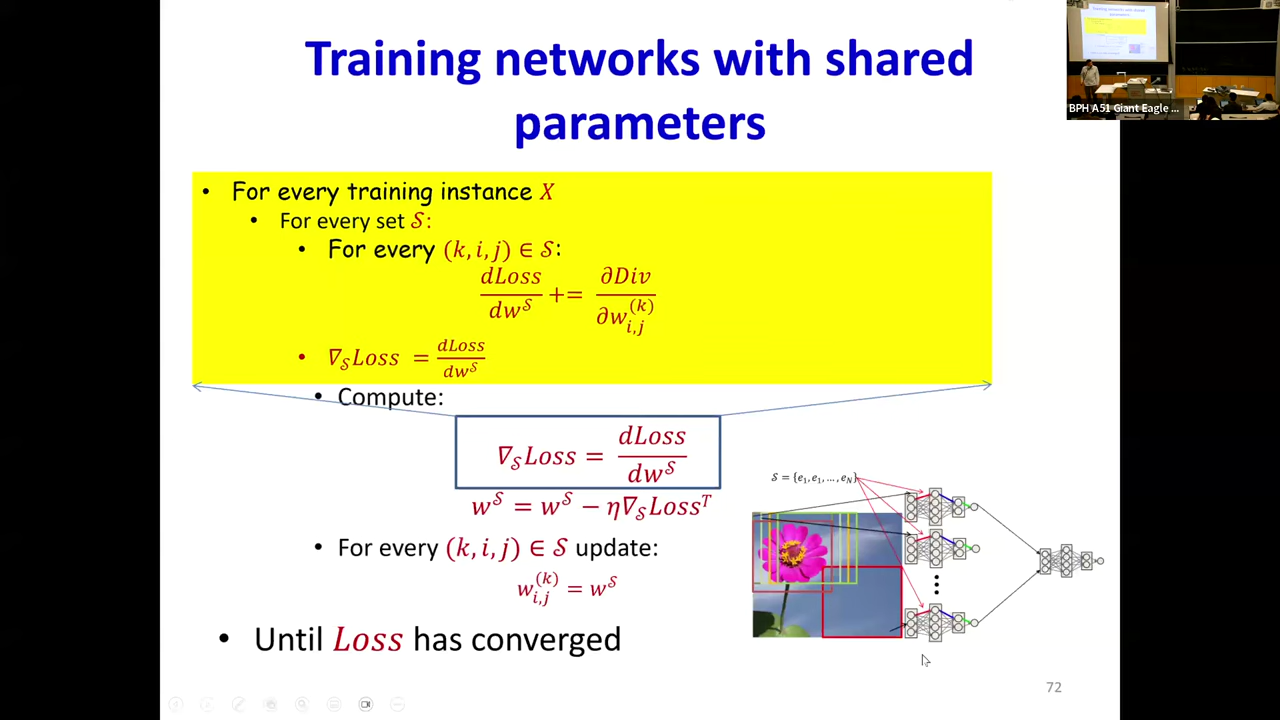 Training networks with shared
parameters
• For every training instance X
• For every set 𝒮:
• For every (k, i, j) ∈ 𝒮:
dLoss/dw^𝒮 += ∂Div/∂w_{i,j}^{(k)}
• ∇_𝒮Loss = dLoss/dw^𝒮
• Compute:
∇_𝒮Loss = dLoss/dw^𝒮
w^𝒮 = w^𝒮 − η∇_𝒮Loss^T
• For every (k, i, j) ∈ 𝒮 update:
w_{i,j}^{(k)} = w^𝒮
• Until Loss has converged
𝒮 = {e₁, e₁, … , e_N}
72
BPH A51 Giant Eagle ...